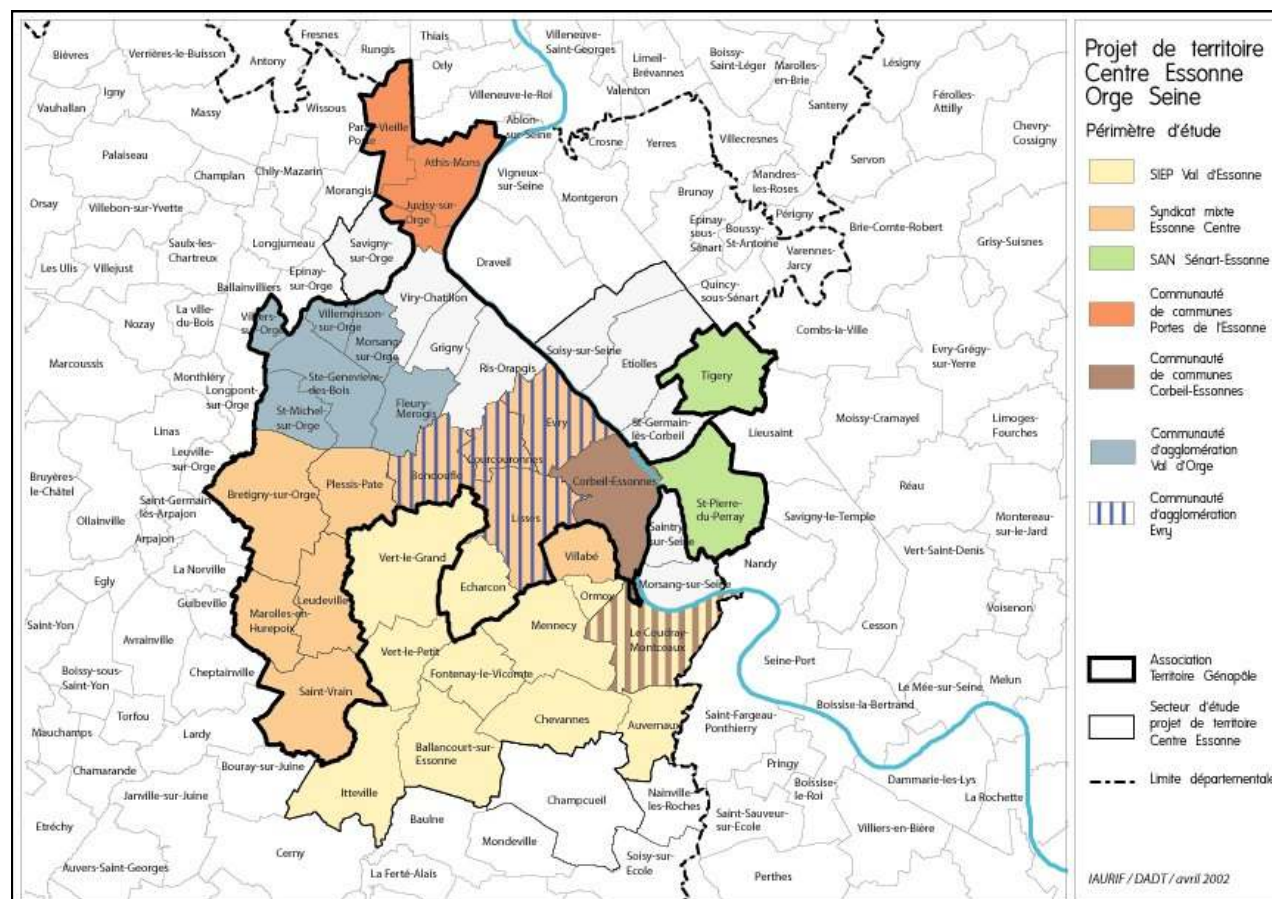 Projet de territoire
Centre Essonne
Orge Seine
Périmètre d'étude
SIEP Val d'Essonne
Syndicat mixte
Essonne Centre
SAN Sénart-Essonne
Communauté
de communes
Portes de l'Essonne
Communauté
de communes
Corbeil-Essonnes
Communauté
d'agglomération
Val d'Orge
Communauté
d'agglomération
Evry
Association
Territoire Génopôle
Secteur d'étude
projet de territoire
Centre Essonne
Limite départementale
IAURIF / DADT / avril 2002
Bièvres
Verrières-le-Buisson
Antony
Fresnes
Rungis
Thiais
Orly
Villeneuve-
Saint-Georges
Limeil-
Brévannes
Valenton
Boissy-
Saint-Léger
Marolles-
en-Brie
Santeny
Lésigny
Férolles-
Attilly
Chevry-
Cossigny
Vauhallan
Igny
Massy
Wissous
Villeneuve-le-Roi
Ablon-
sur-Seine
Paray-Vieille
Poste
Athis-Mons
Vigneux-
sur-Seine
Crosne
Yerres
Villecresnes
Servon
Palaiseau
Champlan
Chily-Mazarin
Morangis
Juvisy-sur-
Orge
Montgeron
Brunoy
Mandres-
les-Roses
Périgny
Orsay
Villebon-sur-Yvette
Longjumeau
Savigny-
sur-Orge
Epinay-
sous-
Sénart
Boussy-
St-Antoine
Varennes-
Jarcy
Brie-Comte-Robert
Grisy-Suisnes
Les Ulis
Villejust
Saulx-les-
Chartreux
Epinay-
sur-Orge
Draveil
Quincy-
sous-Sénart
Ballainvilliers
Nozay
La ville-
du-Bois
Villiers-
sur-Orge
Villemoisson-
sur-Orge
Morsang-
sur-Orge
Viry-Chatillon
Grigny
Ris-Orangis
Soisy-sur-Seine
Etiolles
Tigery
Combs-la-Ville
Evry-Grégy-
sur-Yerre
Marcoussis
Monthléry
Longpont-
sur-Orge
Ste-Geneviève-
des-Bois
St-Michel-
sur-Orge
Fleury-
Merogis
Evry
St-Germain-
lès-Corbeil
Lieusaint
Moissy-Cramayel
Limoges-
Fourches
Linas
Leuville-
sur-Orge
Courcouronnes
Bondoufle
Lisses
Corbeil-Essonnes
St-Pierre-
du-Perray
Réau
Bruyères-
le-Châtel
Bretigny-sur-Orge
Plessis-Pate
Saint-Germain
lès-Arpajon
Ollainville
Arpajon
Saintry
sur-
Seine
Savigny-le-Temple
Montereau-
sur-le-Jard
Vert-Saint-Denis
Vert-le-Grand
Echarcon
Villabé
Ormoy
Morsang-sur-Seine
Nandy
Egly
La Norville
Guibeville
Leudeville
Marolles-en-
Hurepoix
Mennecy
Le Coudray-
Montceaux
Voisenon
Cesson
Saint-Yon
Avrainville
Cheptainville
Vert-le-Petit
Fontenay-le-Vicomte
Seine-Port
Boissy-sous-
Saint-Yon
Saint-Vrain
Chevannes
Auvernaux
Saint-Fargeau-
Ponthierry
Boissise-la-Bertrand
Le Mée-sur-Seine
Melun
Mauchamps
Torfou
Lardy
Bouray-sur-Juine
Ballancourt-sur-
Essonne
Itteville
Pringy
Boissise-
le-Roi
Dammarie-les-Lys
La Rochette
Chamarande
Janville-sur-Juine
Champcueil
Nainville-
les-Roches
Saint-Sauveur-
sur-Ecole
Villiers-en-Bière
Etréchy
Auvers-Saint-Georges
Cerny
Baulne
Mondeville
La Ferté-Alais
Soisy-sur-
Ecole
Perthes